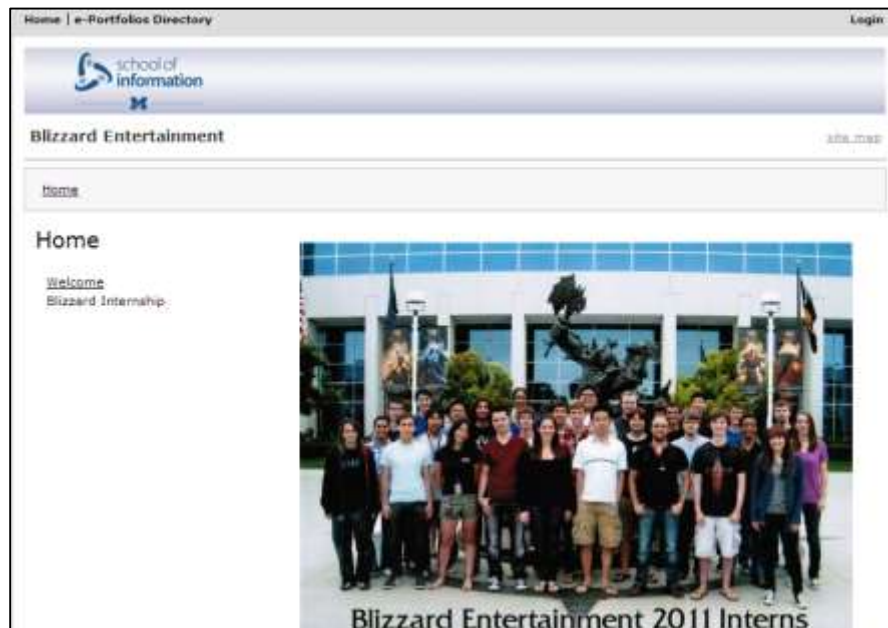 Home | e-Portfolios Directory
Login
school of
information
M
Blizzard Entertainment
site map
Home
Home
Welcome
Blizzard Internship
Blizzard Entertainment 2011 Interns